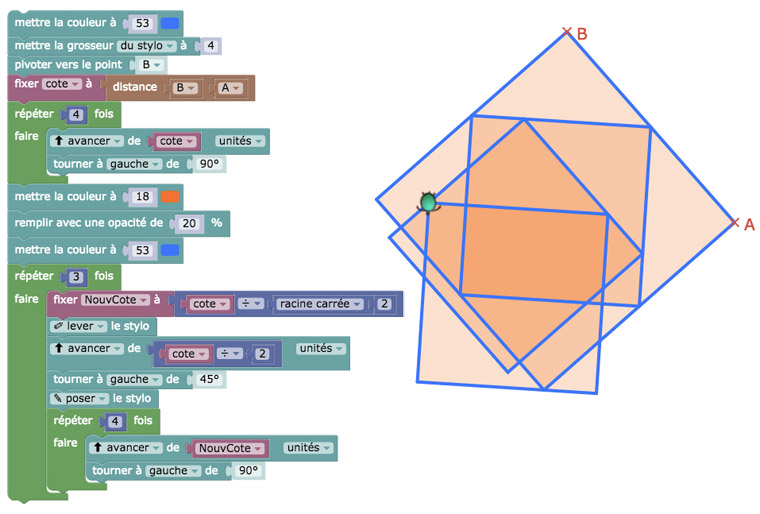 mettre la couleur à 53
mettre la grosseur du stylo à 4
pivoter vers le point B
fixer cote à distance B A
répéter 4 fois
faire avancer de cote unités
tourner à gauche de 90°
mettre la couleur à 18
remplir avec une opacité de 20 %
mettre la couleur à 53
répéter 3 fois
faire fixer NouvCote à cote ÷ racine carrée 2
lever le stylo
avancer de cote ÷ 2 unités
tourner à gauche de 45°
poser le stylo
répéter 4 fois
faire avancer de NouvCote unités
tourner à gauche de 90°
B
A